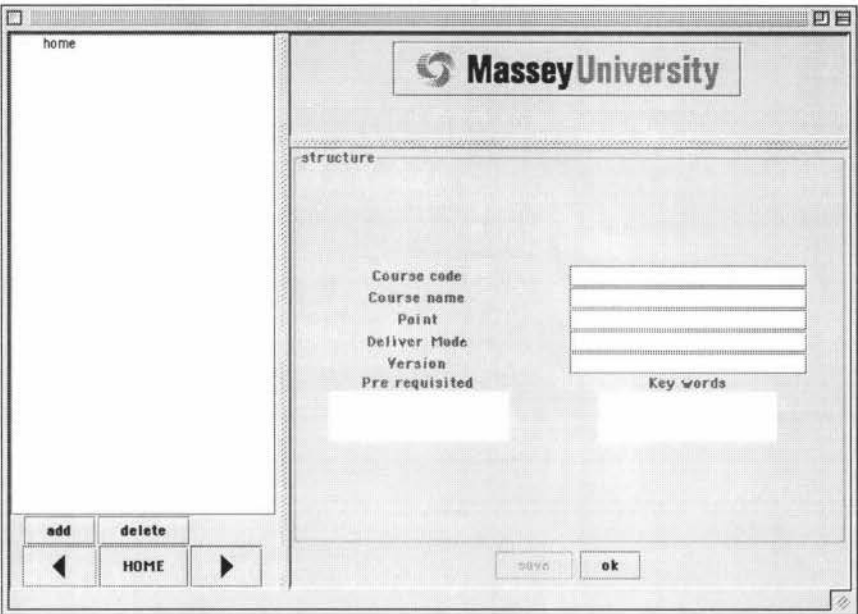 home
MasseyUniversity
structure
Course code
Course name
Point
Deliver Mode
Version
Pre requisited Key words
add delete
HOME
save ok